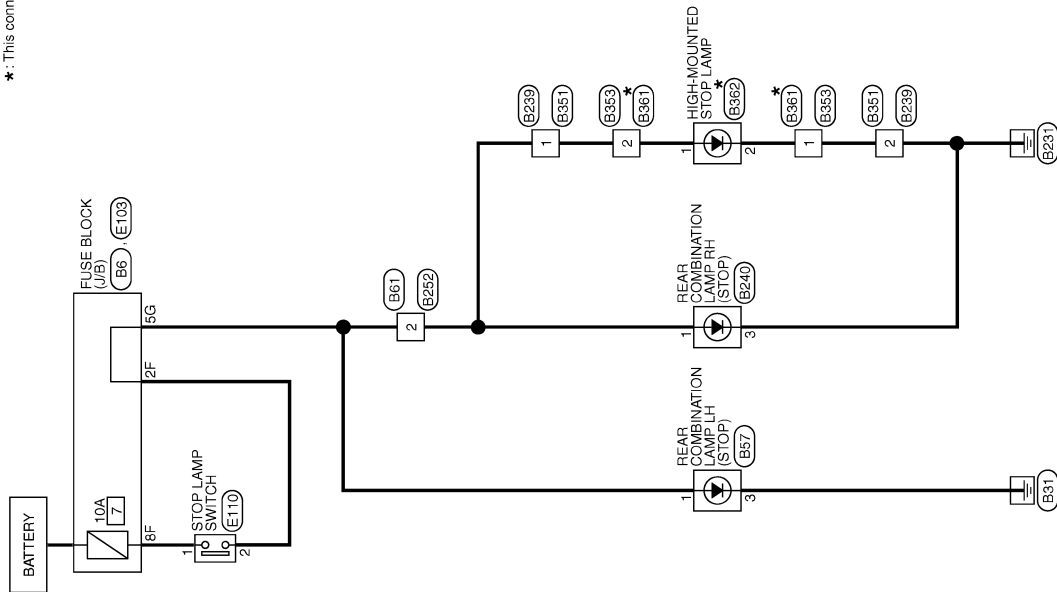 BATTERY
10A
7
8F
2F
5G
FUSE BLOCK
(J/B)
B6 , E103
1
STOP LAMP
SWITCH
E110
2
B61
B252
2
B239
B351
1
B353
★
B361
2
HIGH-MOUNTED
STOP LAMP
★
B362
1
2
★
B361
B353
1
B351
B239
2
REAR
COMBINATION
LAMP RH
(STOP)
B240
1
3
REAR
COMBINATION
LAMP LH
(STOP)
B57
1
3
B231
B31
★ : This conn